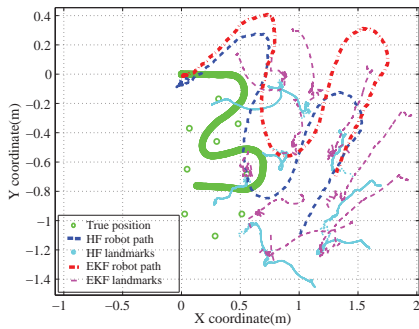 0.4
0.2
0
−0.2
−0.4
−0.6
−0.8
−1
−1.2
−1.4
Y coordinate(m)
True position
HF robot path
HF landmarks
EKF robot path
EKF landmarks
−1 −0.5 0 0.5 1 1.5 2
X coordinate(m)